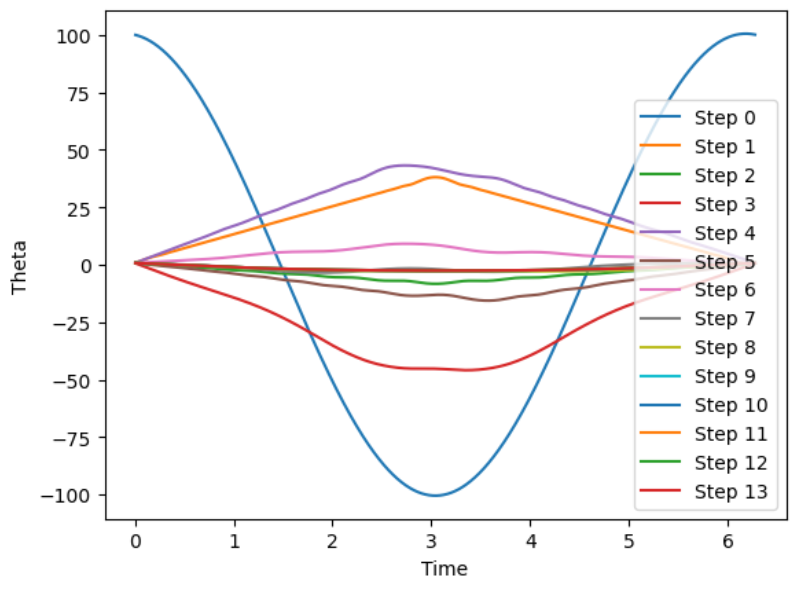 100
75
50
25
0
−25
−50
−75
−100
Theta
0 1 2 3 4 5 6
Time
Step 0
Step 1
Step 2
Step 3
Step 4
Step 5
Step 6
Step 7
Step 8
Step 9
Step 10
Step 11
Step 12
Step 13